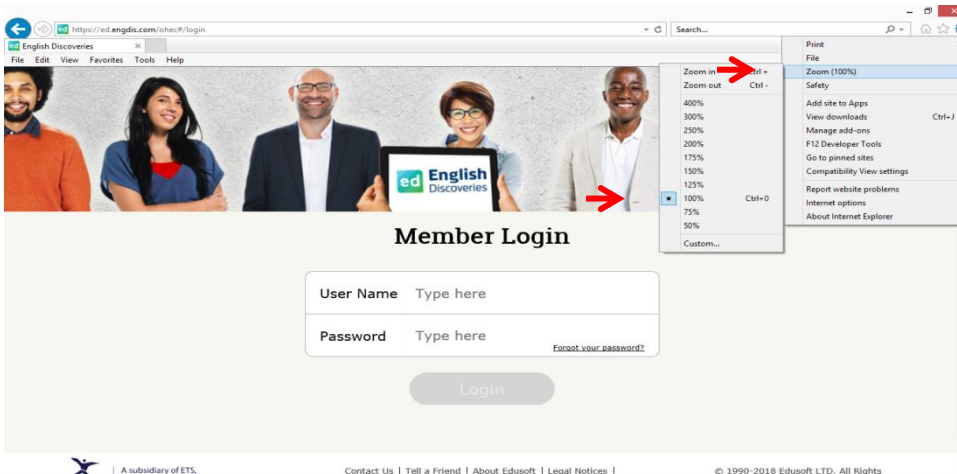 https://ed.engdis.com/ohec#/login
Search...
ed English Discoveries
File Edit View Favorites Tools Help
Print
File
Zoom (100%)
Safety
Add site to Apps
View downloads Ctrl+J
Manage add-ons
F12 Developer Tools
Go to pinned sites
Compatibility View settings
Report website problems
Internet options
About Internet Explorer
Zoom in Ctrl +
Zoom out Ctrl -
400%
300%
250%
200%
175%
150%
125%
100% Ctrl+0
75%
50%
Custom...
ed English
Discoveries
Member Login
User Name Type here
Password Type here
Forgot your password?
Login
A subsidiary of ETS.
Contact Us | Tell a Friend | About Edusoft | Legal Notices |
© 1990-2018 Edusoft LTD. All Rights